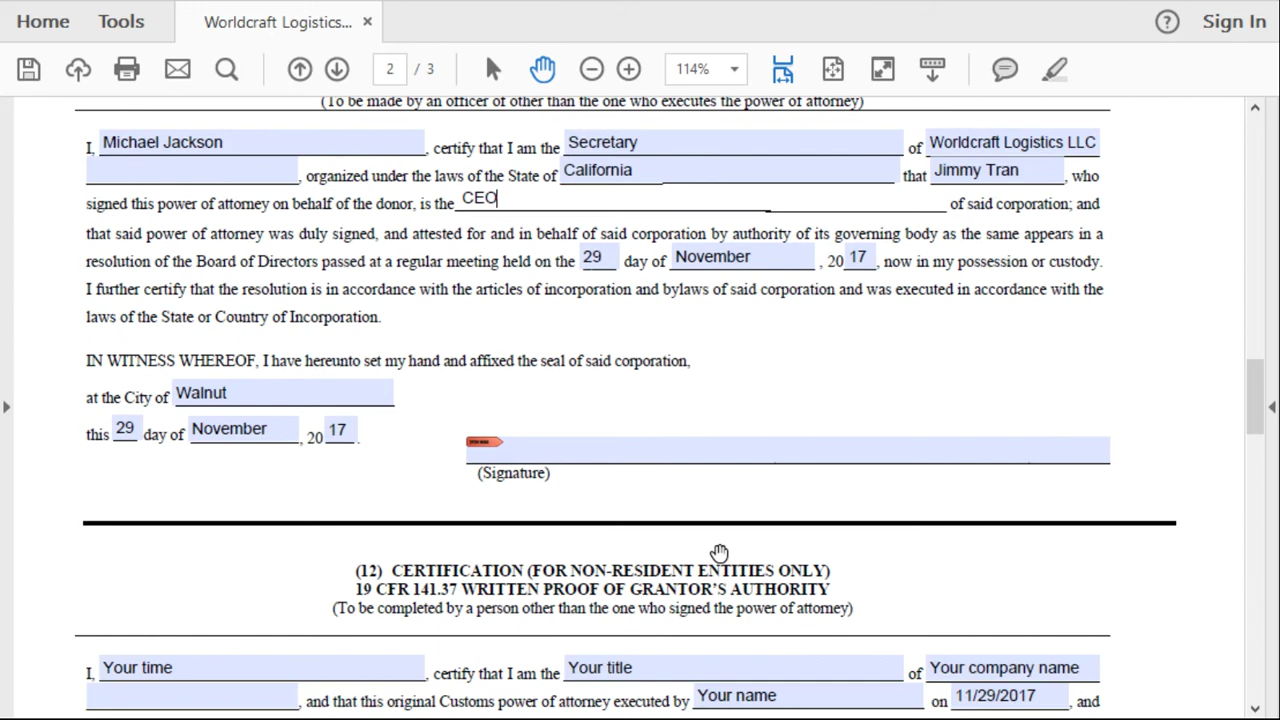 Home Tools Worldcraft Logistics... × ? Sign In
2 / 3 114%
(To be made by an officer of other than the one who executes the power of attorney)
I, Michael Jackson , certify that I am the Secretary of Worldcraft Logistics LLC
, organized under the laws of the State of California that Jimmy Tran , who
signed this power of attorney on behalf of the donor, is the CEO of said corporation; and
that said power of attorney was duly signed, and attested for and in behalf of said corporation by authority of its governing body as the same appears in a
resolution of the Board of Directors passed at a regular meeting held on the 29 day of November , 20 17 , now in my possession or custody.
I further certify that the resolution is in accordance with the articles of incorporation and bylaws of said corporation and was executed in accordance with the
laws of the State or Country of Incorporation.
IN WITNESS WHEREOF, I have hereunto set my hand and affixed the seal of said corporation,
at the City of Walnut
this 29 day of November , 20 17 .
(Signature)
(12) CERTIFICATION (FOR NON-RESIDENT ENTITIES ONLY)
19 CFR 141.37 WRITTEN PROOF OF GRANTOR'S AUTHORITY
(To be completed by a person other than the one who signed the power of attorney)
I, Your time , certify that I am the Your title of Your company name
, and that this original Customs power of attorney executed by Your name on 11/29/2017 , and